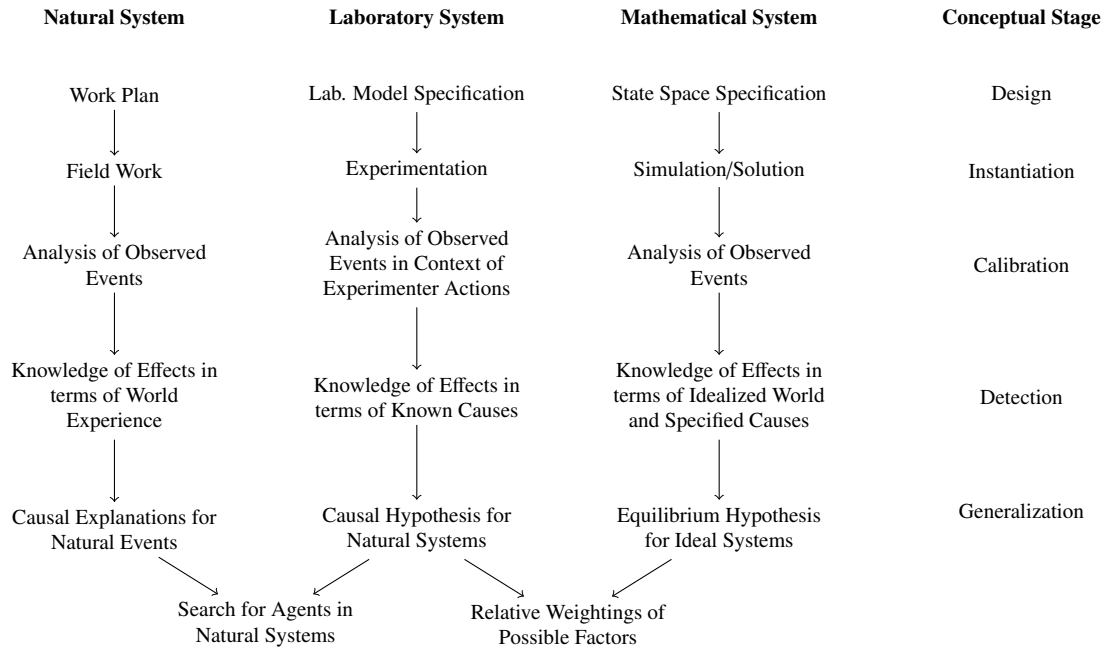 Natural System
Laboratory System
Mathematical System
Conceptual Stage
Work Plan
Lab. Model Specification
State Space Specification
Design
Field Work
Experimentation
Simulation/Solution
Instantiation
Analysis of Observed
Events
Analysis of Observed
Events in Context of
Experimenter Actions
Analysis of Observed
Events
Calibration
Knowledge of Effects in
terms of World
Experience
Knowledge of Effects in
terms of Known Causes
Knowledge of Effects in
terms of Idealized World
and Specified Causes
Detection
Causal Explanations for
Natural Events
Causal Hypothesis for
Natural Systems
Equilibrium Hypothesis
for Ideal Systems
Generalization
Search for Agents in
Natural Systems
Relative Weightings of
Possible Factors